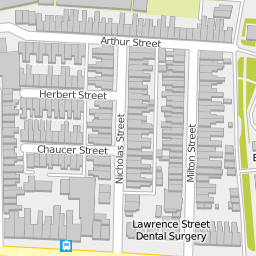 Arthur Street
Herbert Street
Nicholas Street
Chaucer Street
Milton Street
Lawrence Street
Dental Surgery